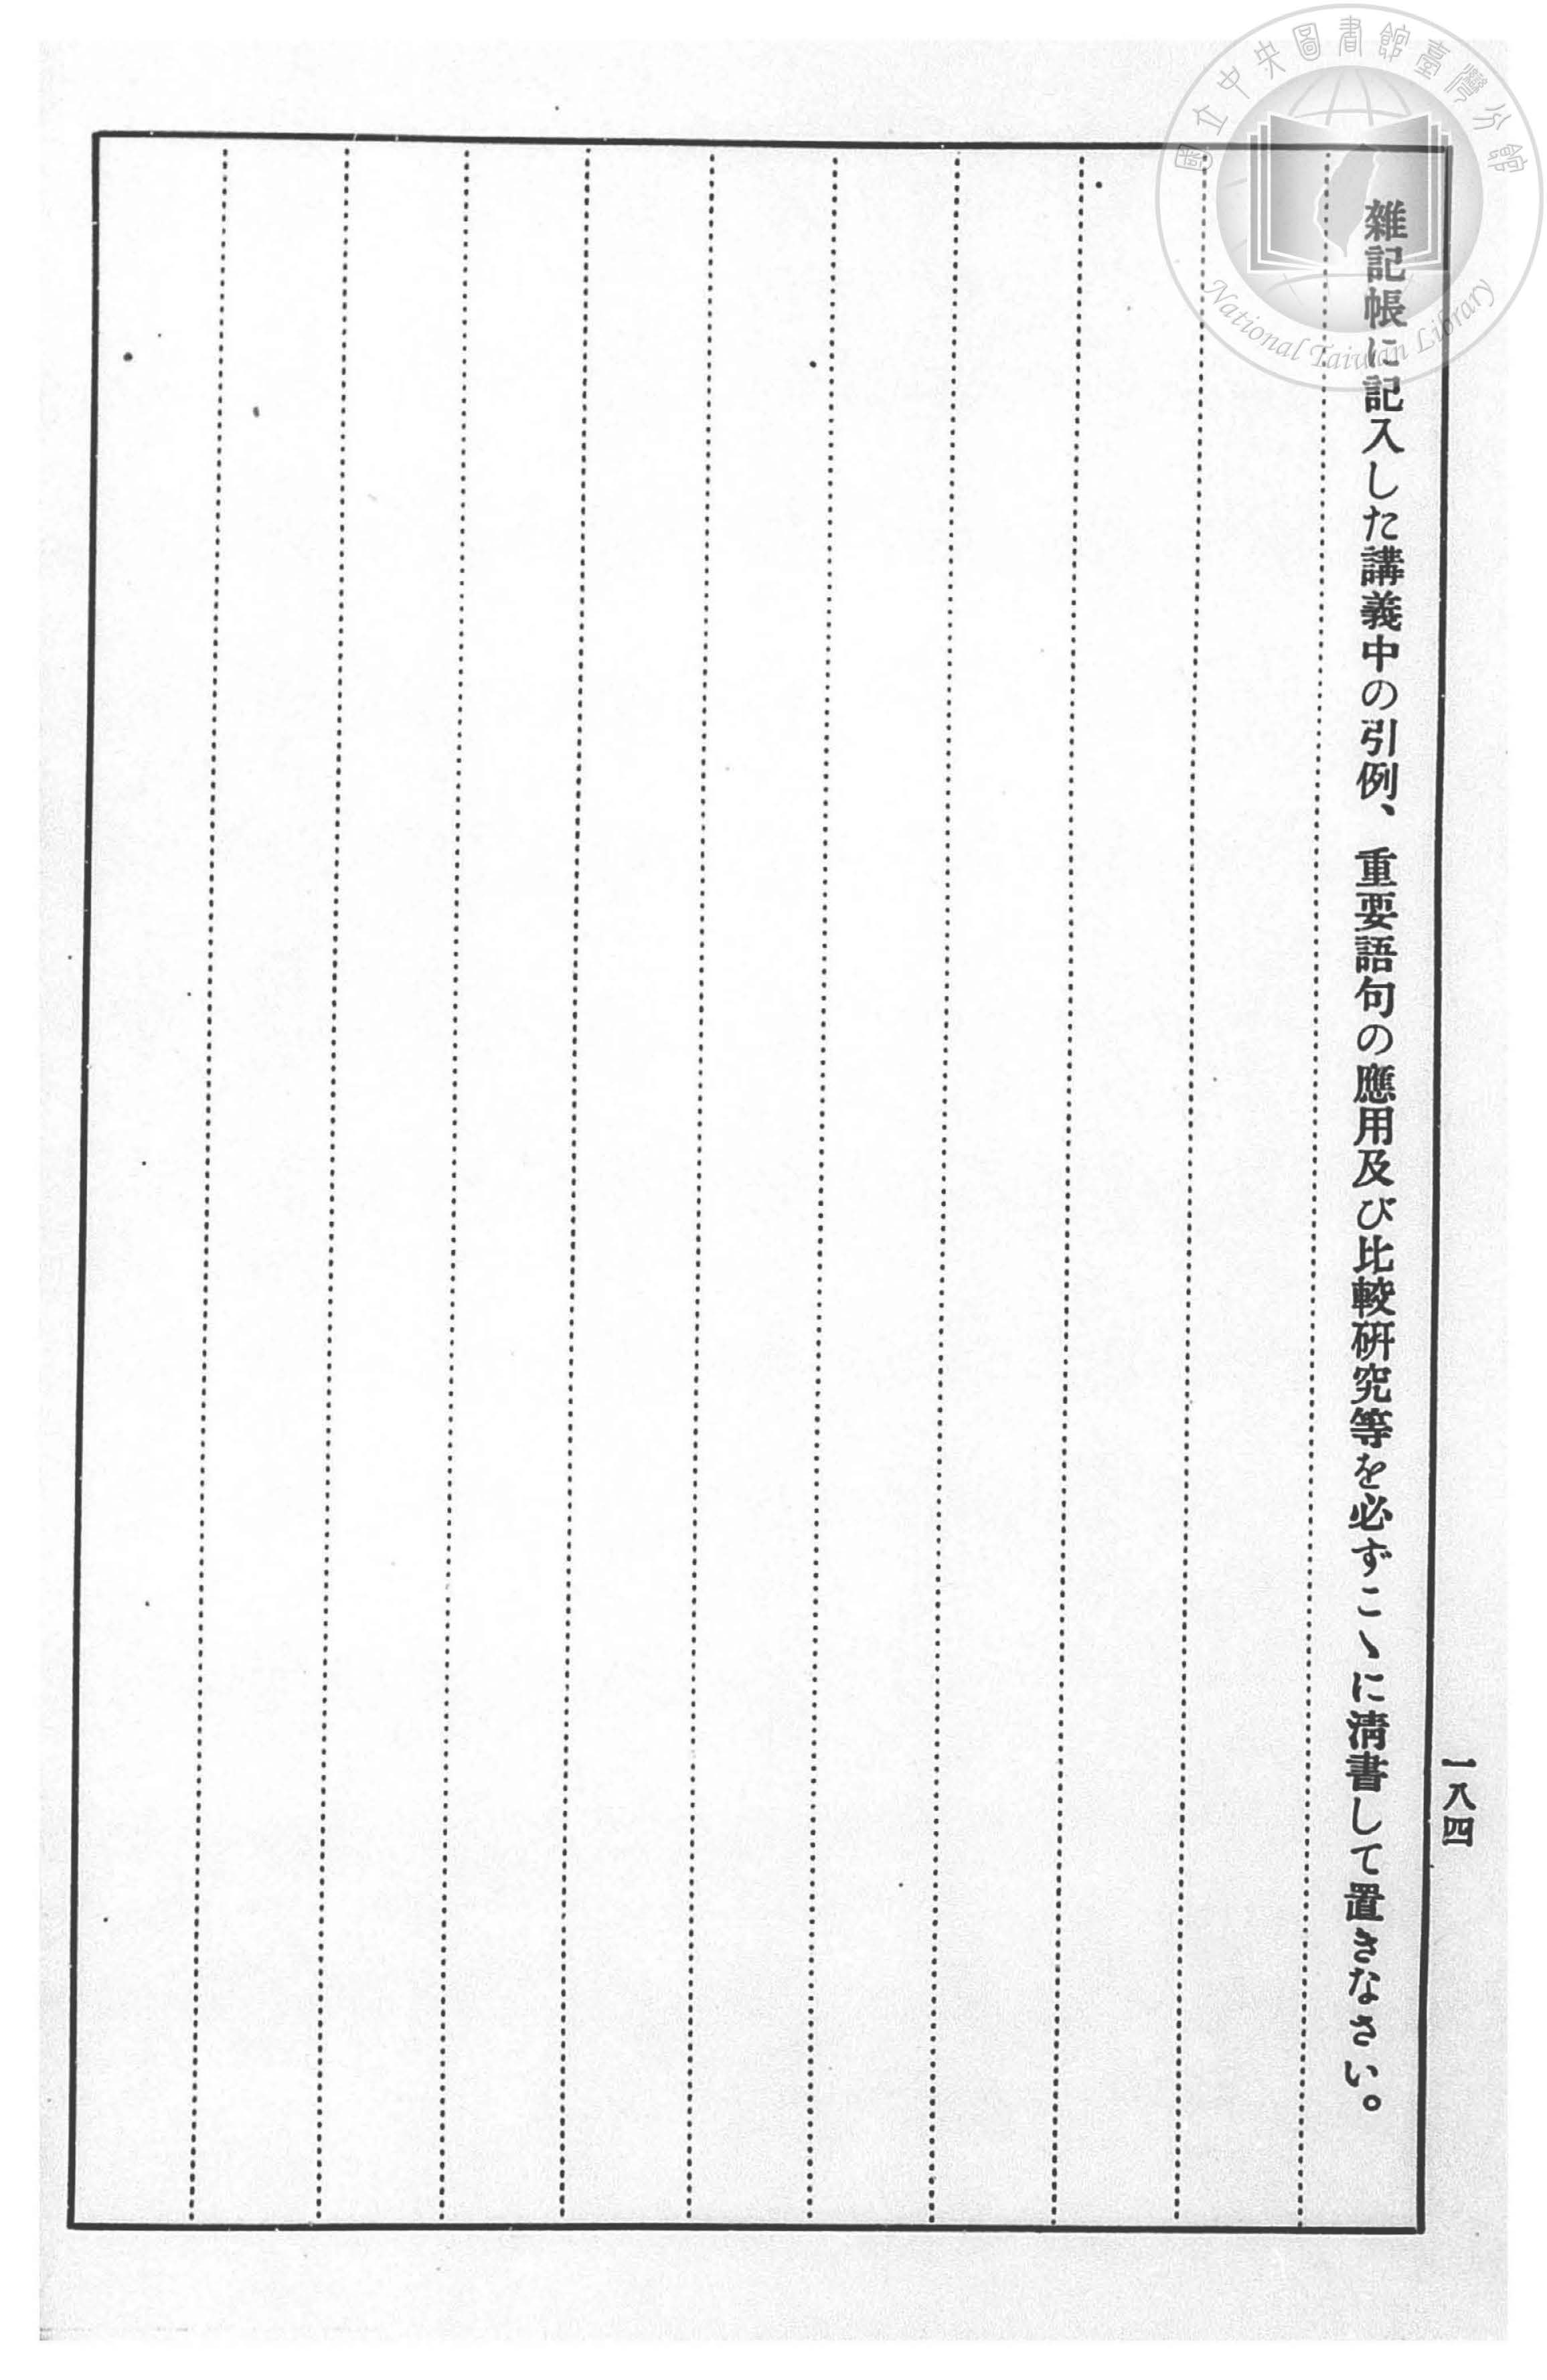 雜記帳に記入した講義中の引例、重要語句の應用及び比較硏究等を必ずこゝに淸書して置きなさい。
一八四
國立中央圖書館臺灣分館
National Taiwan Library